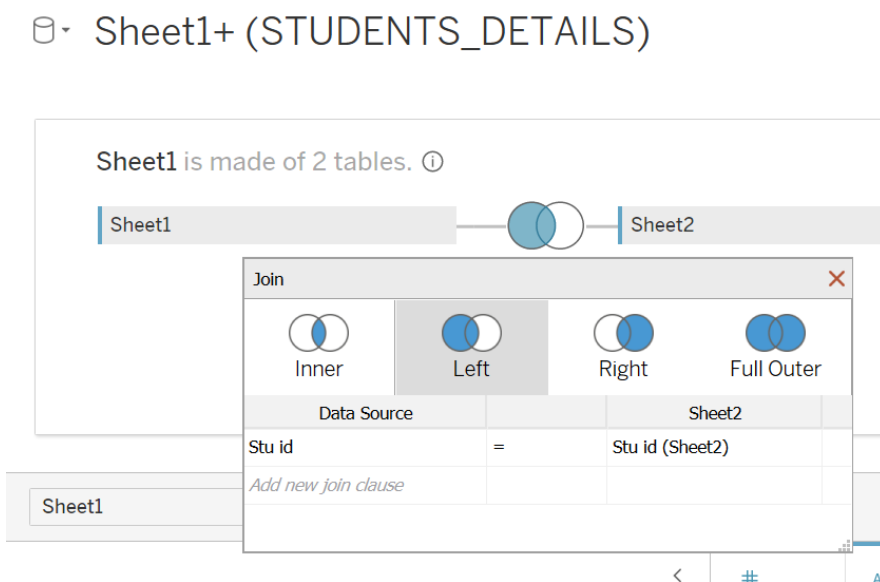 Sheet1+ (STUDENTS_DETAILS)
Sheet1 is made of 2 tables.
Sheet1 Sheet2
Join
Inner Left Right Full Outer
Data Source Sheet2
Stu id = Stu id (Sheet2)
Add new join clause
Sheet1
#